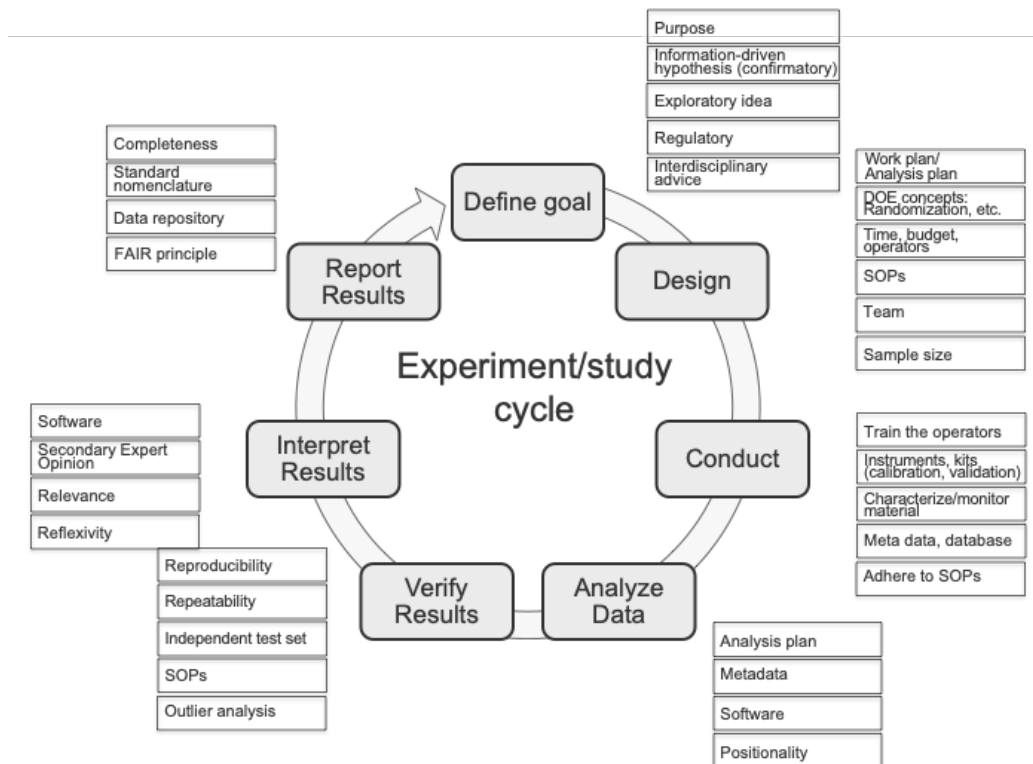 Purpose
Information-driven
hypothesis (confirmatory)
Exploratory idea
Regulatory
Interdisciplinary
advice
Completeness
Standard
nomenclature
Data repository
FAIR principle
Work plan/
Analysis plan
DOE concepts:
Randomization, etc.
Time, budget,
operators
SOPs
Team
Sample size
Define goal
Report
Results
Design
Experiment/study
cycle
Software
Secondary Expert
Opinion
Relevance
Reflexivity
Interpret
Results
Conduct
Train the operators
Instruments, kits
(calibration, validation)
Characterize/monitor
material
Meta data, database
Adhere to SOPs
Reproducibility
Repeatability
Independent test set
SOPs
Outlier analysis
Verify
Results
Analyze
Data
Analysis plan
Metadata
Software
Positionality